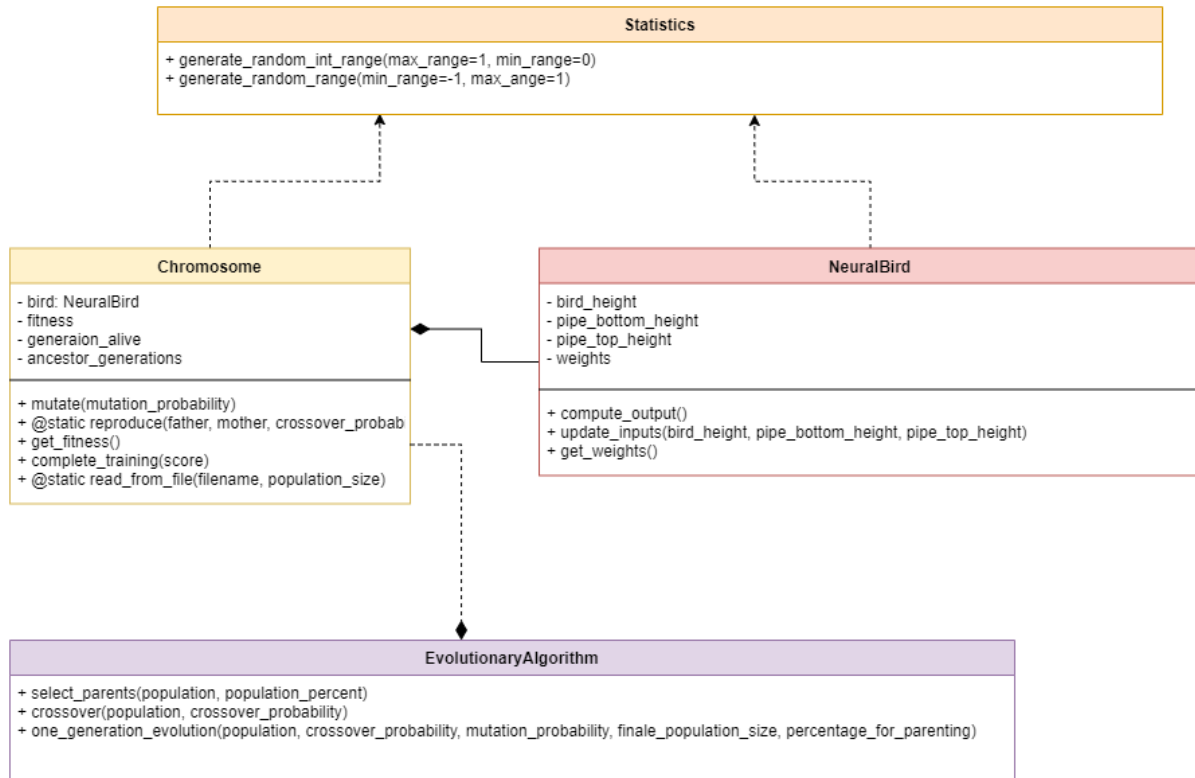 Statistics
+ generate_random_int_range(max_range=1, min_range=0)
+ generate_random_range(min_range=-1, max_ange=1)
Chromosome
- bird: NeuralBird
- fitness
- generaion_alive
- ancestor_generations
+ mutate(mutation_probability)
+ @static reproduce(father, mother, crossover_probab
+ get_fitness()
+ complete_training(score)
+ @static read_from_file(filename, population_size)
NeuralBird
- bird_height
- pipe_bottom_height
- pipe_top_height
- weights
+ compute_output()
+ update_inputs(bird_height, pipe_bottom_height, pipe_top_height)
+ get_weights()
EvolutionaryAlgorithm
+ select_parents(population, population_percent)
+ crossover(population, crossover_probability)
+ one_generation_evolution(population, crossover_probability, mutation_probability, finale_population_size, percentage_for_parenting)